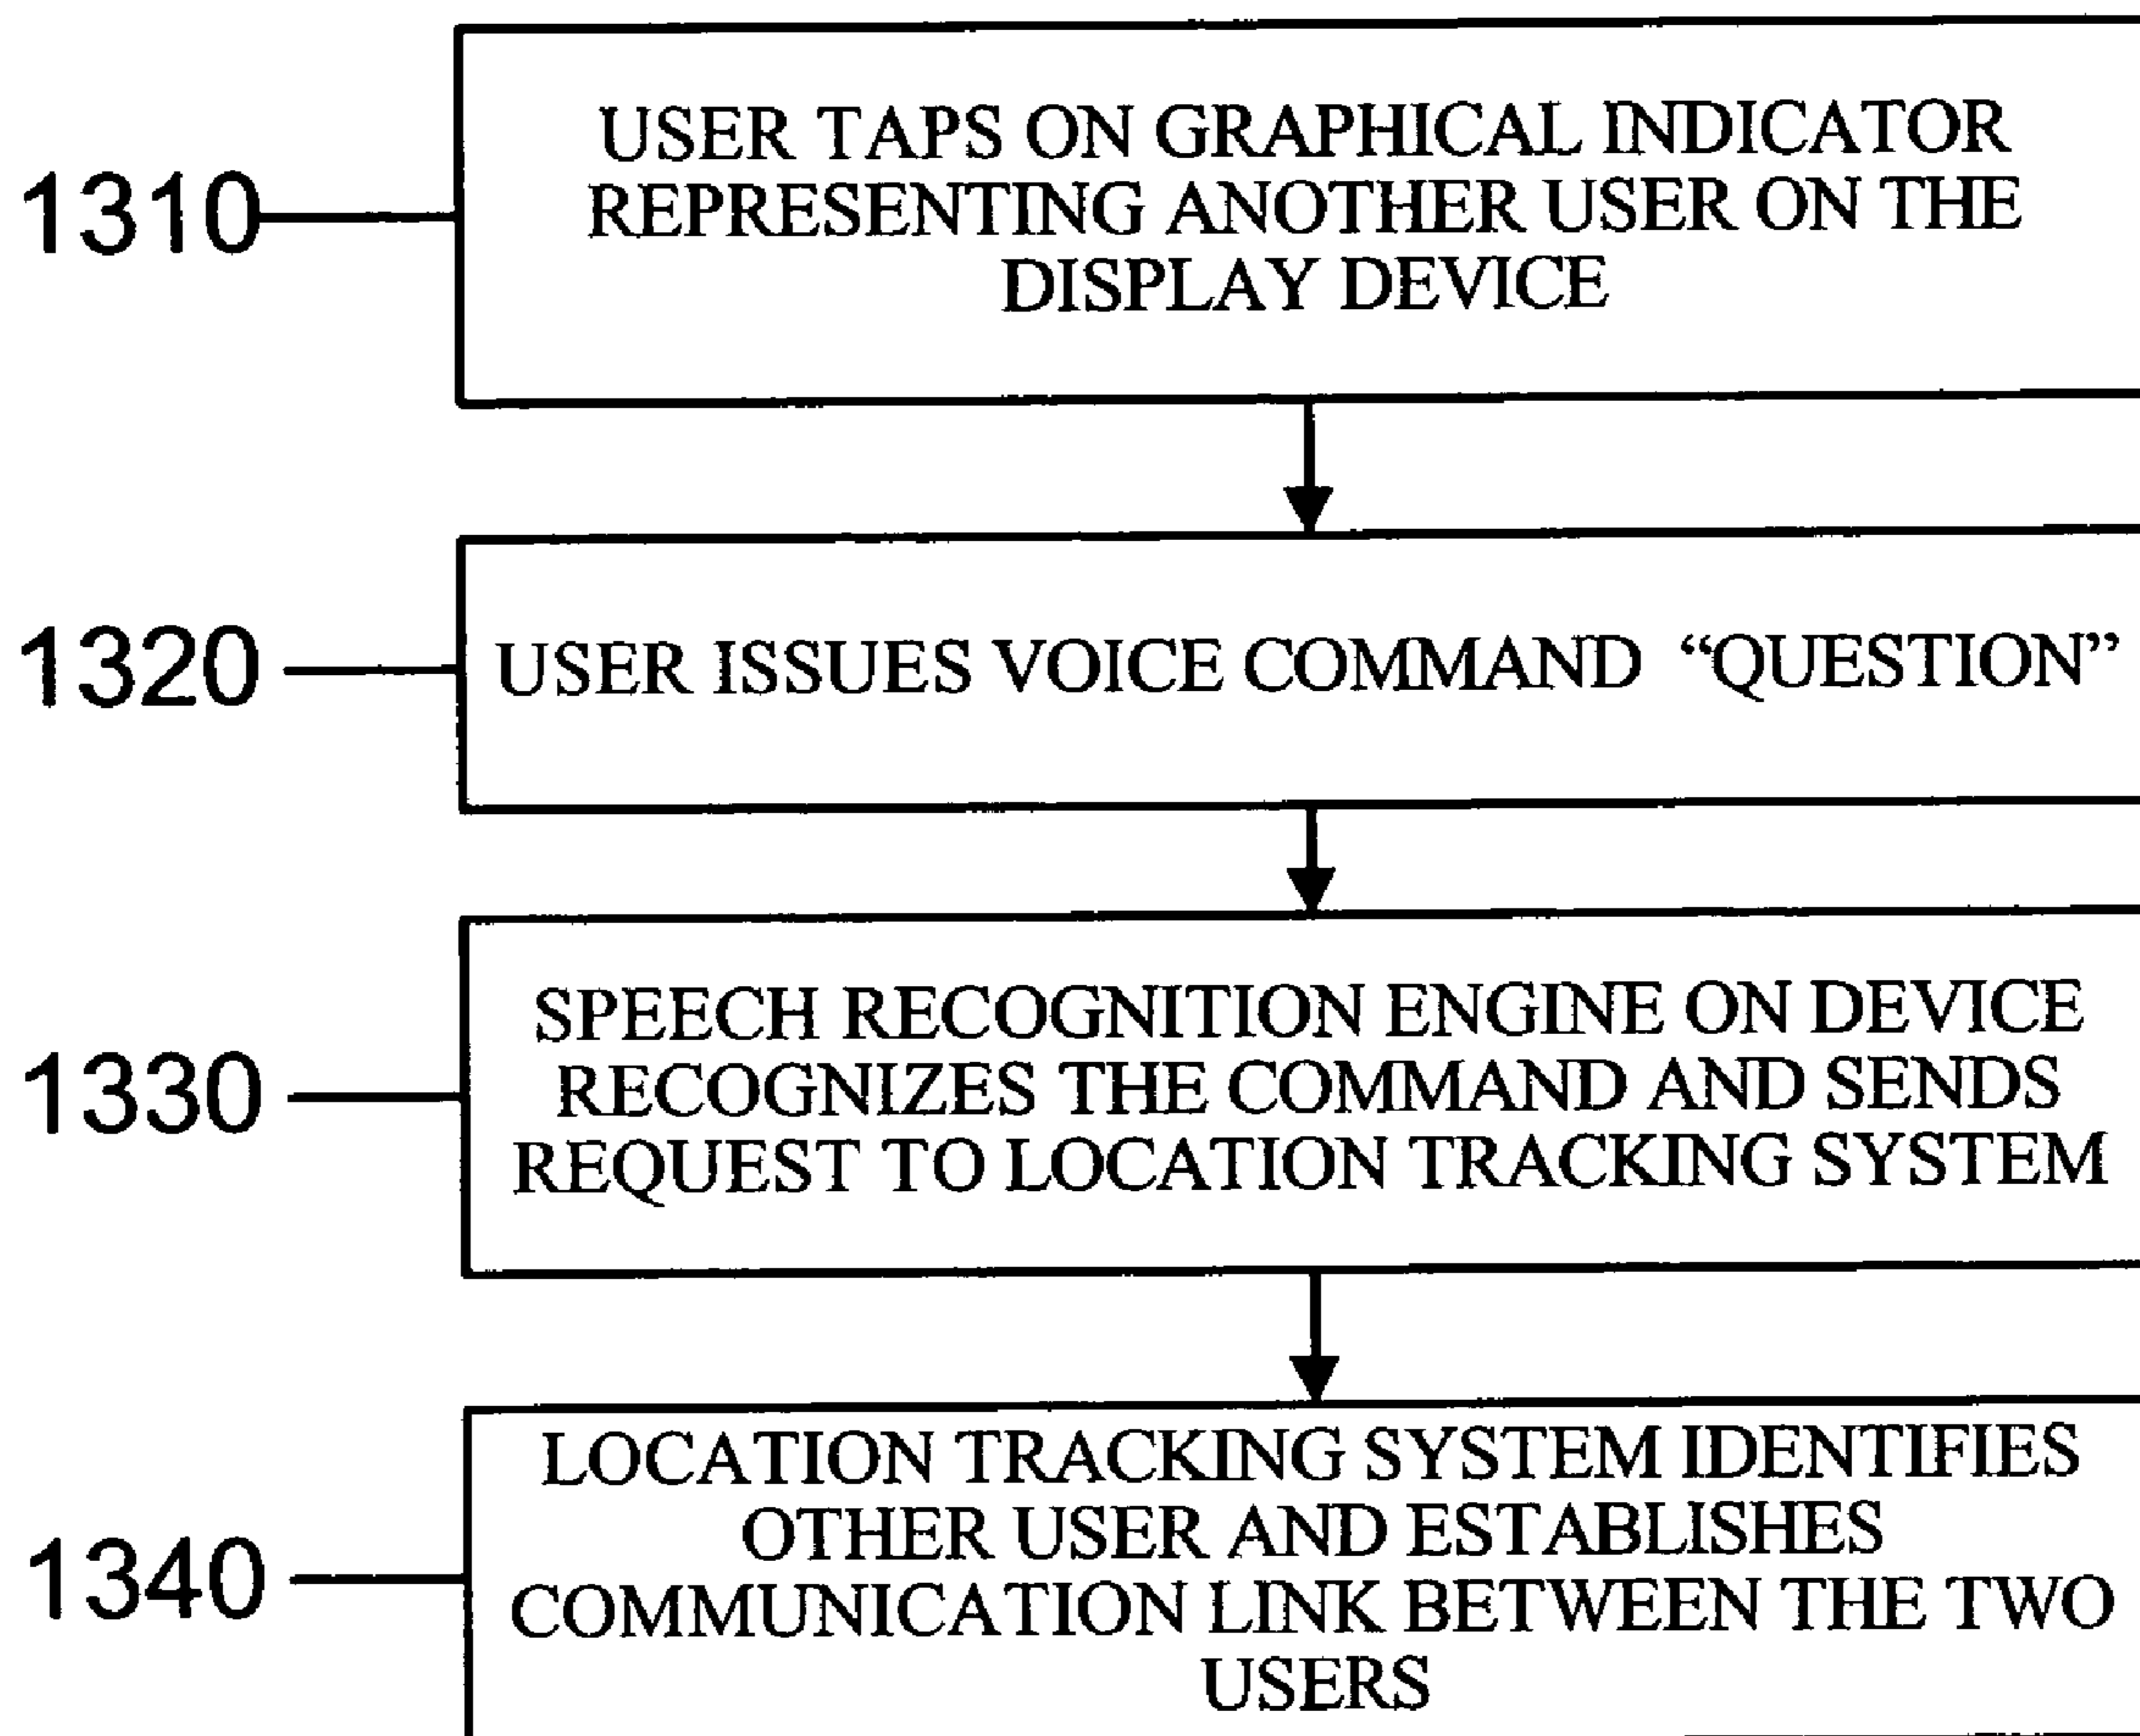 1310
USER TAPS ON GRAPHICAL INDICATOR
REPRESENTING ANOTHER USER ON THE
DISPLAY DEVICE
1320
USER ISSUES VOICE COMMAND “QUESTION”
1330
SPEECH RECOGNITION ENGINE ON DEVICE
RECOGNIZES THE COMMAND AND SENDS
REQUEST TO LOCATION TRACKING SYSTEM
1340
LOCATION TRACKING SYSTEM IDENTIFIES
OTHER USER AND ESTABLISHES
COMMUNICATION LINK BETWEEN THE TWO
USERS